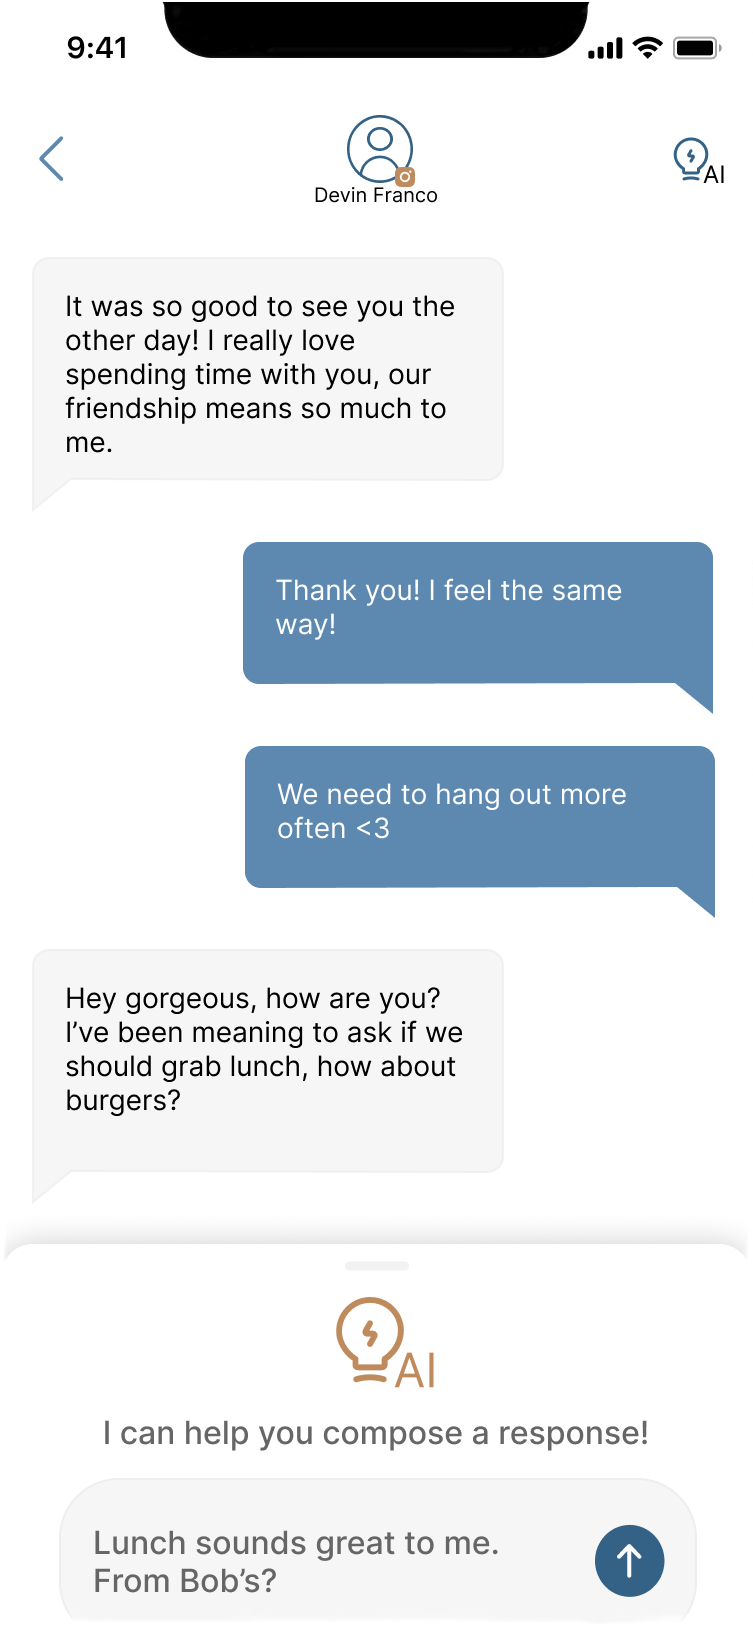 9:41
Devin Franco
AI
It was so good to see you the
other day! I really love
spending time with you, our
friendship means so much to
me.
Thank you! I feel the same
way!
We need to hang out more
often <3
Hey gorgeous, how are you?
I’ve been meaning to ask if we
should grab lunch, how about
burgers?
AI
I can help you compose a response!
Lunch sounds great to me.
From Bob’s?